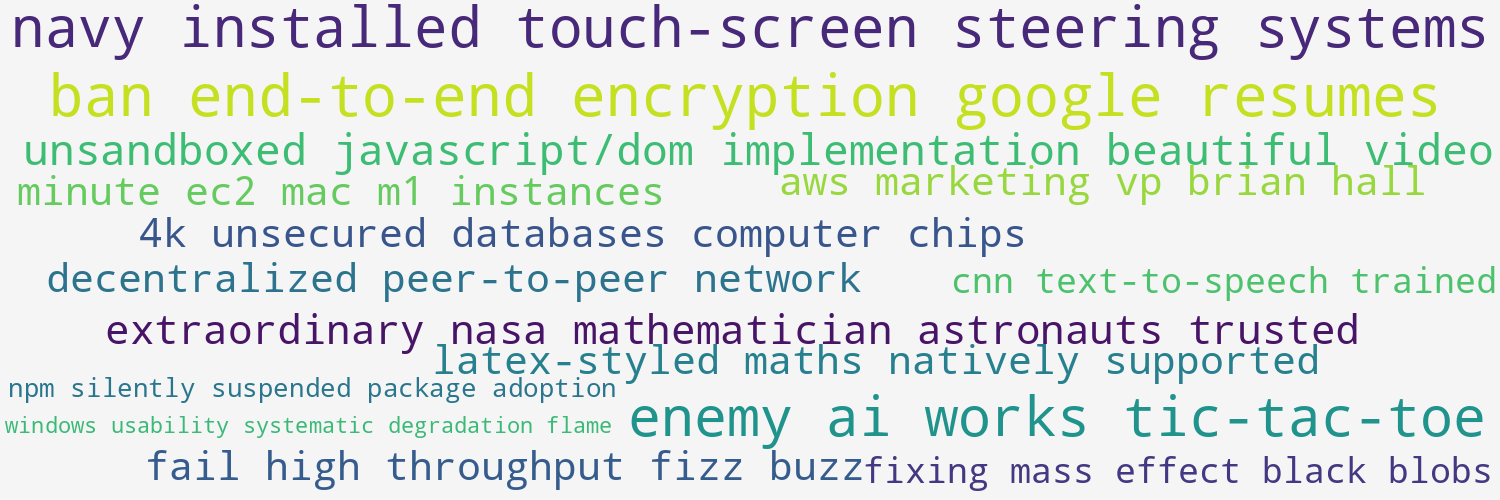 navy installed touch-screen steering systems
ban end-to-end encryption google resumes
unsandboxed javascript/dom implementation beautiful video
minute ec2 mac m1 instances
aws marketing vp brian hall
4k unsecured databases computer chips
decentralized peer-to-peer network
cnn text-to-speech trained
extraordinary nasa mathematician astronauts trusted
latex-styled maths natively supported
npm silently suspended package adoption
enemy ai works tic-tac-toe
windows usability systematic degradation flame
fail high throughput fizz buzz
fixing mass effect black blobs